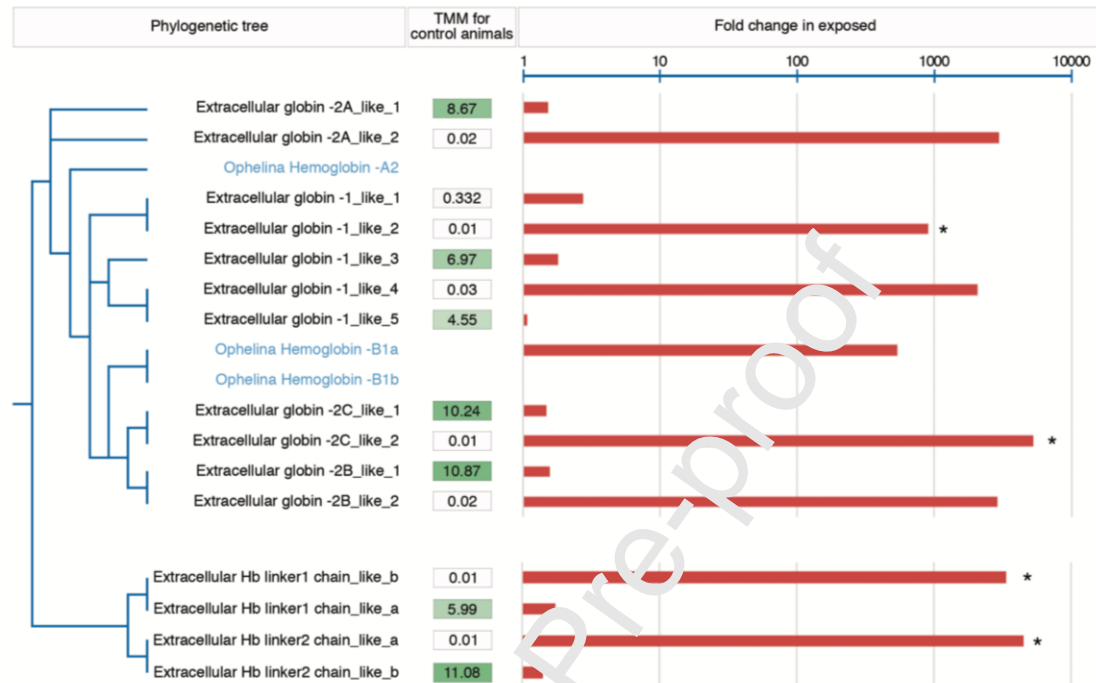 Phylogenetic tree
TMM for
control animals
Fold change in exposed
1 10 100 1000 10000
Extracellular globin -2A_like_1 8.67
Extracellular globin -2A_like_2 0.02
Ophelina Hemoglobin -A2
Extracellular globin -1_like_1 0.332
Extracellular globin -1_like_2 0.01 *
Extracellular globin -1_like_3 6.97
Extracellular globin -1_like_4 0.03
Extracellular globin -1_like_5 4.55
Ophelina Hemoglobin -B1a
Ophelina Hemoglobin -B1b
Extracellular globin -2C_like_1 10.24
Extracellular globin -2C_like_2 0.01 *
Extracellular globin -2B_like_1 10.87
Extracellular globin -2B_like_2 0.02
Extracellular Hb linker1 chain_like_b 0.01 *
Extracellular Hb linker1 chain_like_a 5.99
Extracellular Hb linker2 chain_like_a 0.01 *
Extracellular Hb linker2 chain_like_b 11.08
Pre-proof